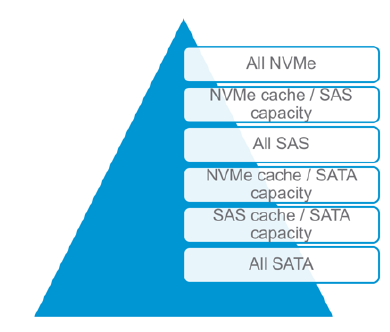 All NVMe
NVMe cache / SAS
capacity
All SAS
NVMe cache / SATA
capacity
SAS cache / SATA
capacity
All SATA